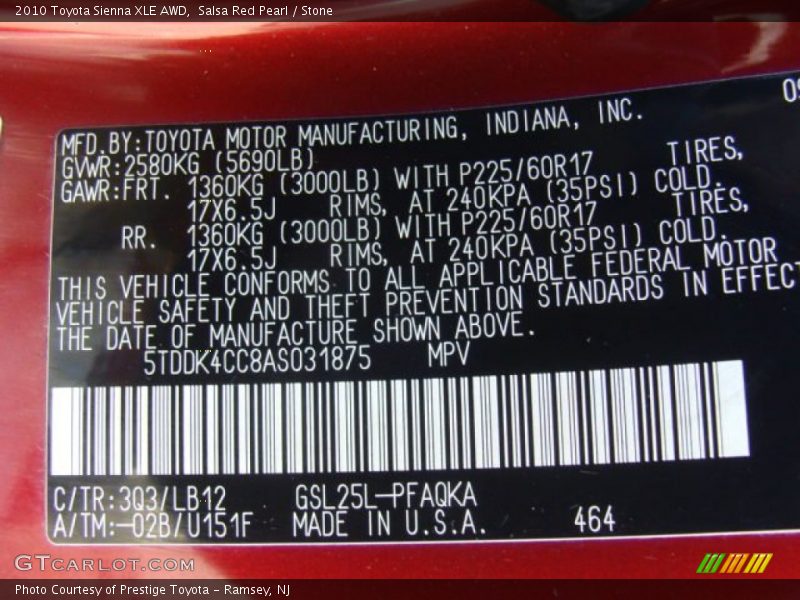 2010 Toyota Sienna XLE AWD, Salsa Red Pearl / Stone
MFD.BY:TOYOTA MOTOR MANUFACTURING, INDIANA, INC.
GVWR:2580KG (5690LB)
GAWR:FRT. 1360KG (3000LB) WITH P225/60R17 TIRES,
17X6.5J RIMS, AT 240KPA (35PSI) COLD.
RR. 1360KG (3000LB) WITH P225/60R17 TIRES,
17X6.5J RIMS, AT 240KPA (35PSI) COLD.
THIS VEHICLE CONFORMS TO ALL APPLICABLE FEDERAL MOTOR
VEHICLE SAFETY AND THEFT PREVENTION STANDARDS IN EFFECT
THE DATE OF MANUFACTURE SHOWN ABOVE.
5TDDK4CC8AS031875 MPV
C/TR:3Q3/LB12 GSL25L-PFAQKA
A/TM:-02B/U151F MADE IN U.S.A. 464
GTCARLOT.COM
Photo Courtesy of Prestige Toyota - Ramsey, NJ